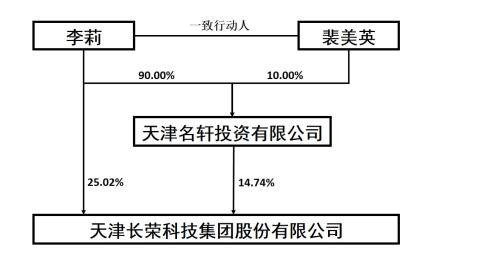 一致行动人
李莉
裴美英
90.00%
10.00%
天津名轩投资有限公司
25.02%
14.74%
天津长荣科技集团股份有限公司